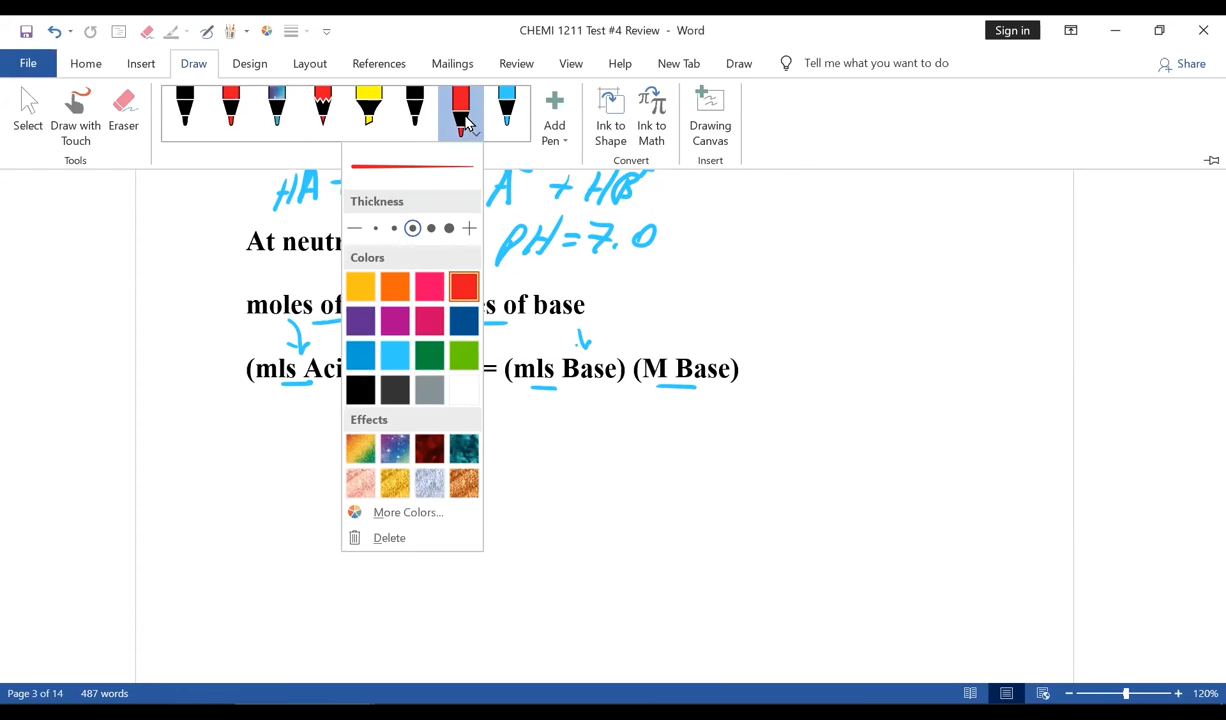 CHEMI 1211 Test #4 Review - Word
Sign in
File Home Insert Draw Design Layout References Mailings Review View Help New Tab Draw Tell me what you want to do Share
Select Draw with Touch Eraser Add Pen Ink to Shape Ink to Math Drawing Canvas
Tools Convert Insert
HA A⁻ + HB
Thickness
At neut
pH = 7.0
Colors
moles of s of base
(mls Aci = (mls Base) (M Base)
Effects
More Colors...
Delete
Page 3 of 14 487 words 120%